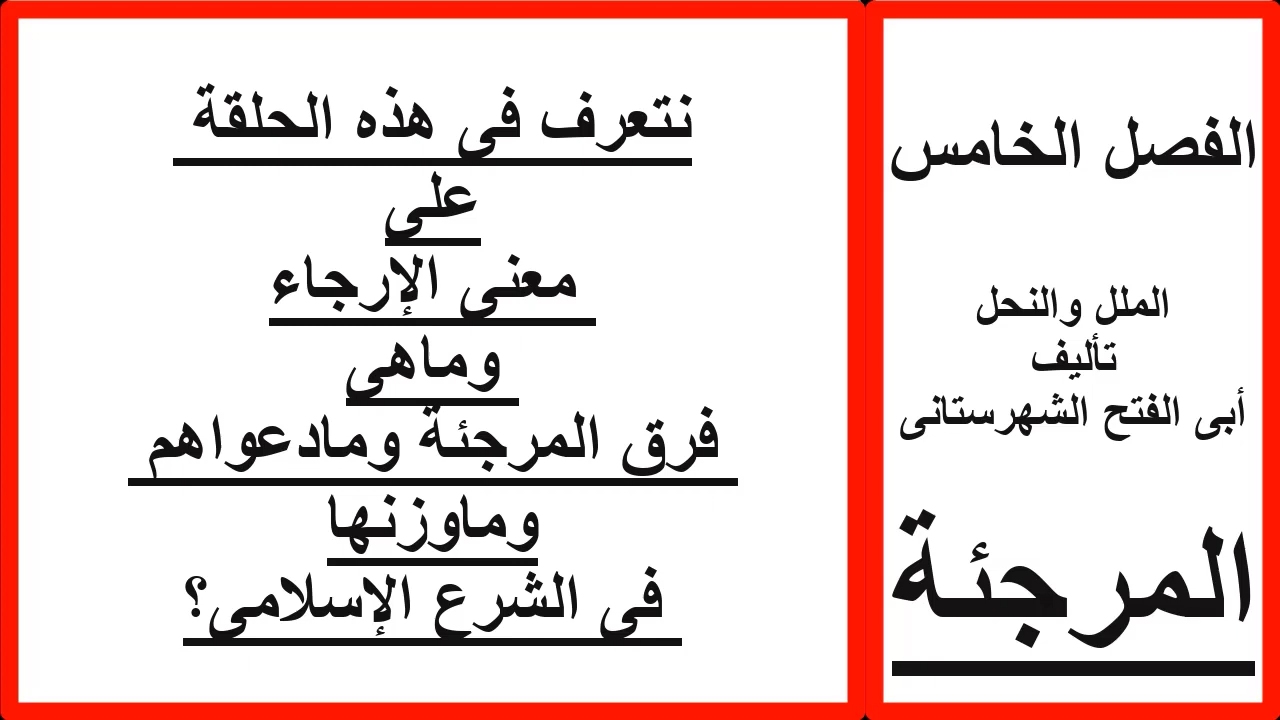 الفصل الخامس
الملل والنحل
تأليف
أبى الفتح الشهرستانى
المرجئة
نتعرف فى هذه الحلقة
على
معنى الإرجاء
وماهى
فرق المرجئة ومادعواهم
وماوزنها
فى الشرع الإسلامى؟